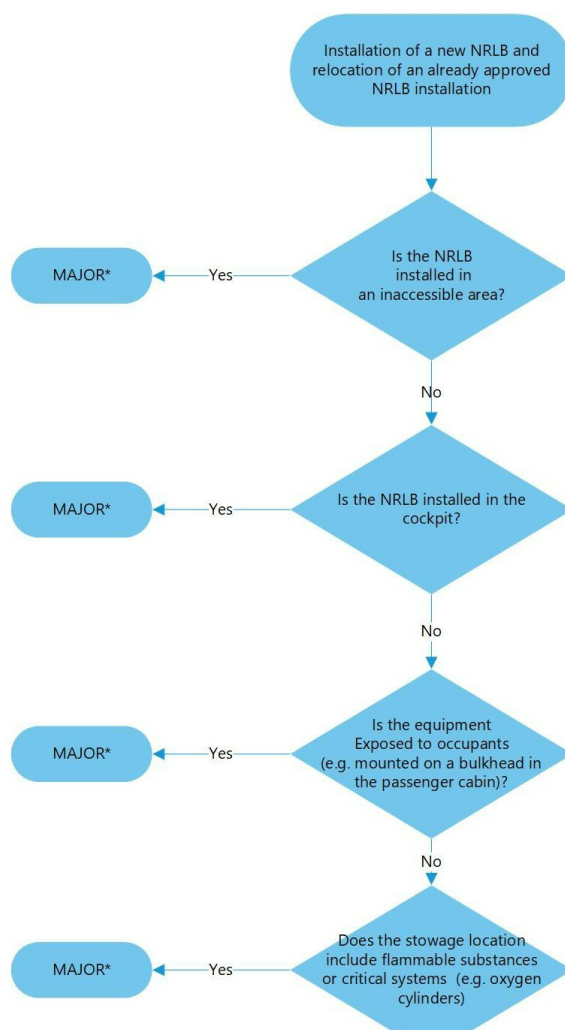 Installation of a new NRLB and
relocation of an already approved
NRLB installation
Is the NRLB
installed in
an inaccessible area?
Yes
MAJOR*
No
Is the NRLB installed in the
cockpit?
Yes
MAJOR*
No
Is the equipment
Exposed to occupants
(e.g. mounted on a bulkhead in
the passenger cabin)?
Yes
MAJOR*
No
Does the stowage location
include flammable substances
or critical systems (e.g. oxygen
cylinders)
Yes
MAJOR*